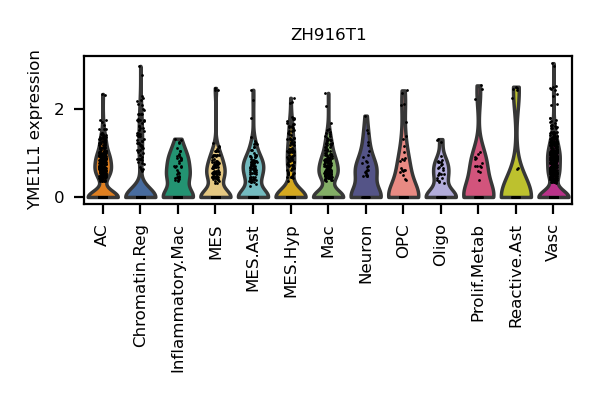 ZH916T1
YME1L1 expression
2
0
AC
Chromatin.Reg
Inflammatory.Mac
MES
MES.Ast
MES.Hyp
Mac
Neuron
OPC
Oligo
Prolif.Metab
Reactive.Ast
Vasc